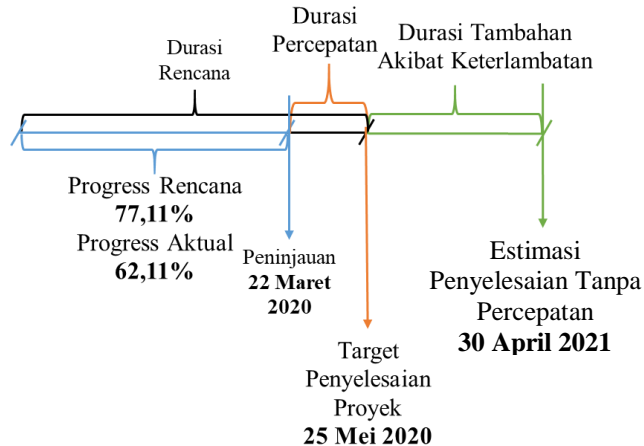 Durasi
Rencana
Durasi
Percepatan
Durasi Tambahan
Akibat Keterlambatan
Progress Rencana
77,11%
Progress Aktual
62,11%
Peninjauan
22 Maret
2020
Target
Penyelesaian
Proyek
25 Mei 2020
Estimasi
Penyelesaian Tanpa
Percepatan
30 April 2021